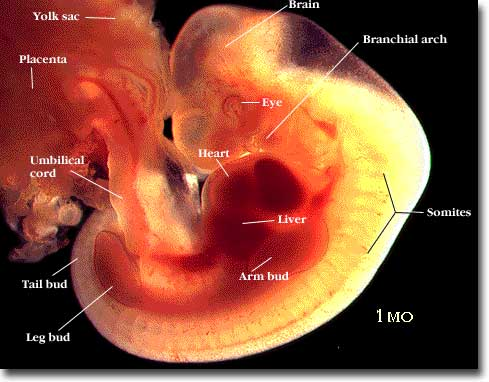 Brain
Yolk sac
Branchial arch
Placenta
Eye
Heart
Umbilical
cord
Somites
Liver
Arm bud
Tail bud
1 MO
Leg bud